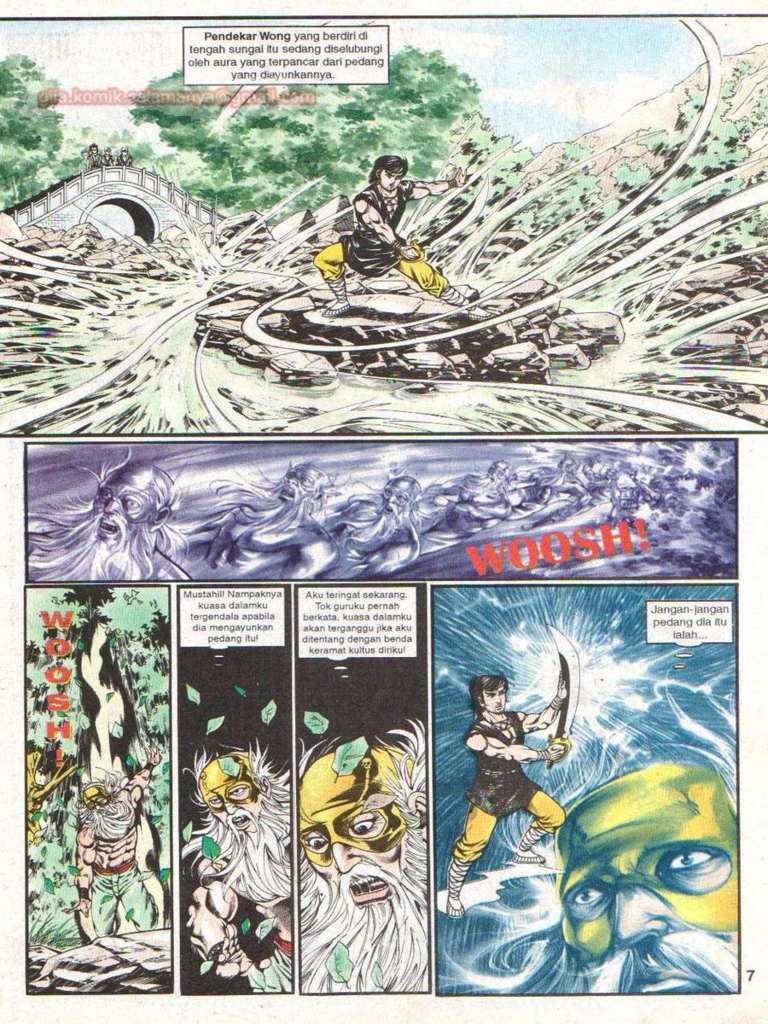 Pendekar Wong yang berdiri di
tengah sungai itu sedang diselubungi
oleh aura yang terpancar dari pedang
yang diayunkannya.
gila.komik.selamanya@gmail.com
WOOSH!
WOOSH!
Mustahil! Nampaknya
kuasa dalamku
tergendala apabila
dia mengayunkan
pedang itu!
Aku teringat sekarang.
Tok guruku pernah
berkata, kuasa dalamku
akan terganggu jika aku
ditentang dengan benda
keramat kultus diriku!
Jangan-jangan
pedang dia itu
ialah...
7